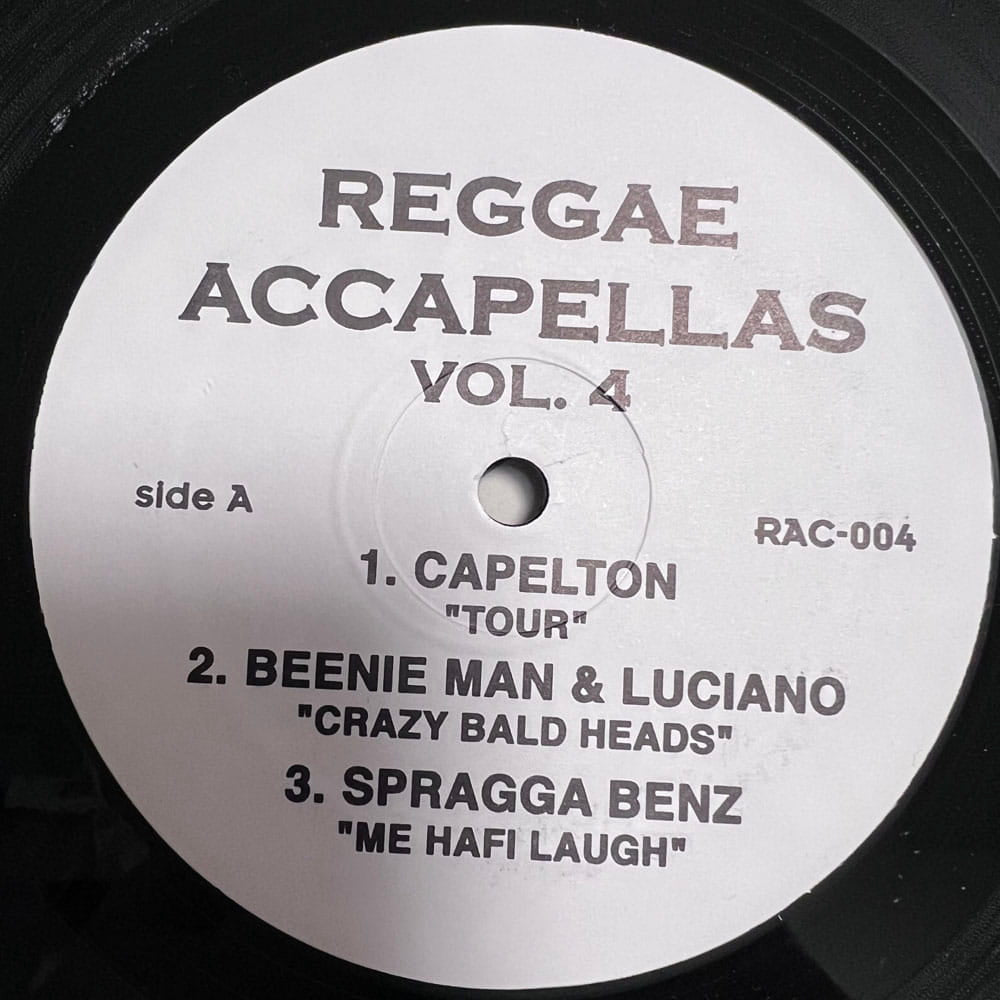 REGGAE
ACCAPELLAS
VOL. 4
side A
RAC-004
1. CAPELTON
"TOUR"
2. BEENIE MAN & LUCIANO
"CRAZY BALD HEADS"
3. SPRAGGA BENZ
"ME HAFI LAUGH"